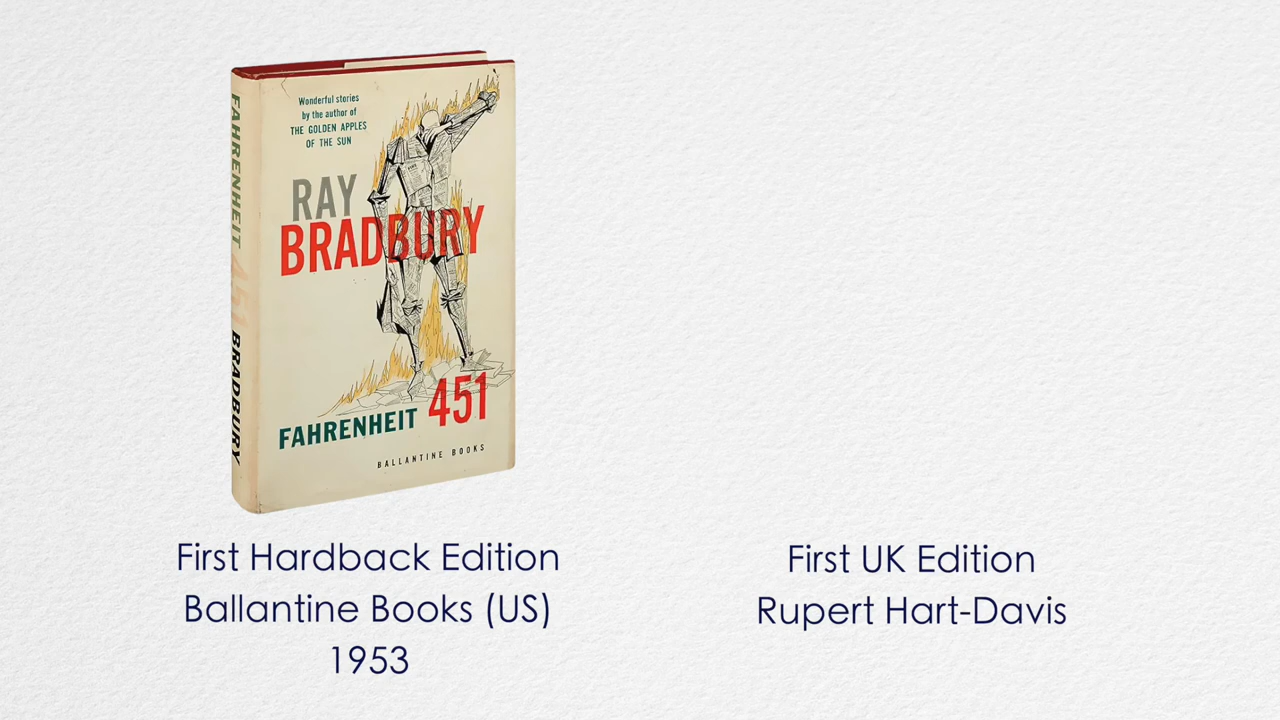 FAHRENHEIT 451 BRADBURY
Wonderful stories
by the author of
THE GOLDEN APPLES
OF THE SUN
RAY
BRADBURY
FAHRENHEIT 451
BALLANTINE BOOKS
First Hardback Edition
Ballantine Books (US)
1953
First UK Edition
Rupert Hart-Davis